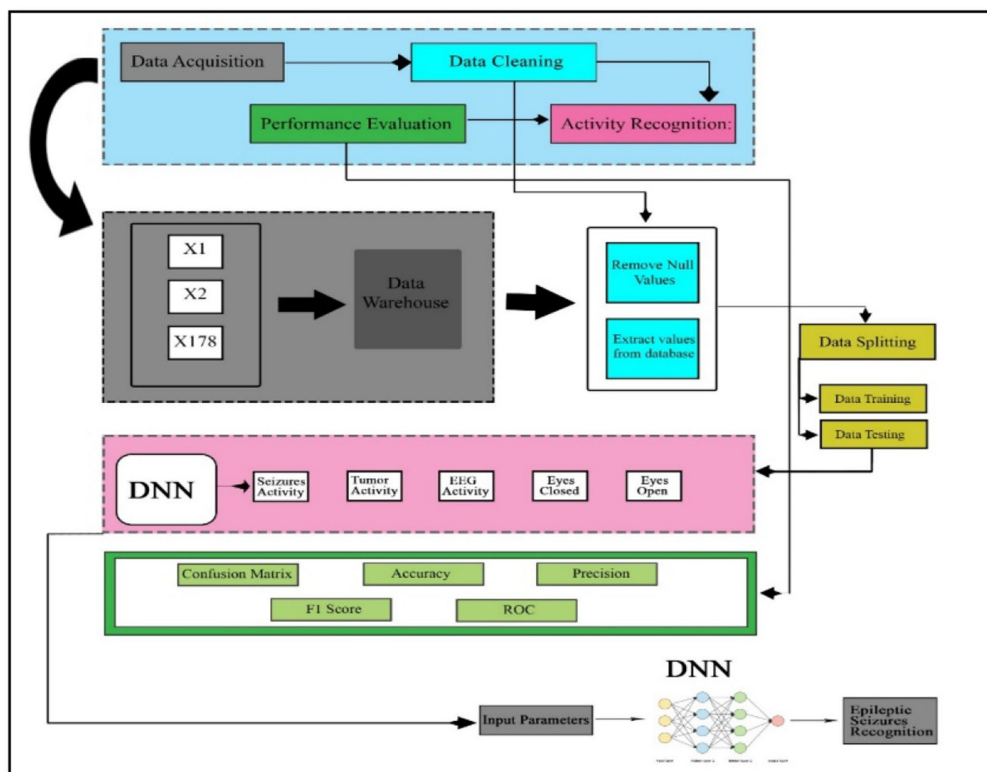 Data Acquisition
Data Cleaning
Performance Evaluation
Activity Recognition:
X1
X2
X178
Data
Warehouse
Remove Null
Values
Extract values
from database
Data Splitting
Data Training
Data Testing
DNN
Seizures
Activity
Tumor
Activity
EEG
Activity
Eyes
Closed
Eyes
Open
Confusion Matrix
Accuracy
Precision
F1 Score
ROC
DNN
Input Parameters
Epileptic
Seizures
Recognition